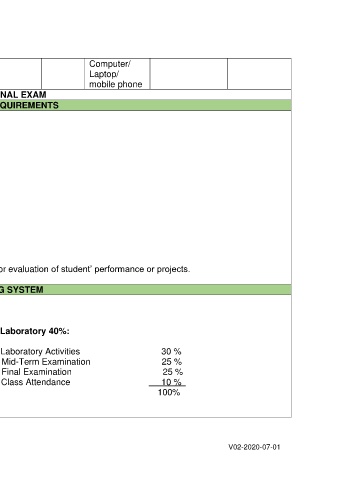 Computer/
Laptop/
mobile phone
NAL EXAM
QUIREMENTS
or evaluation of student' performance or projects.
G SYSTEM
Laboratory 40%:
Laboratory Activities 30 %
Mid-Term Examination 25 %
Final Examination 25 %
Class Attendance 10 %
100%
V02-2020-07-01